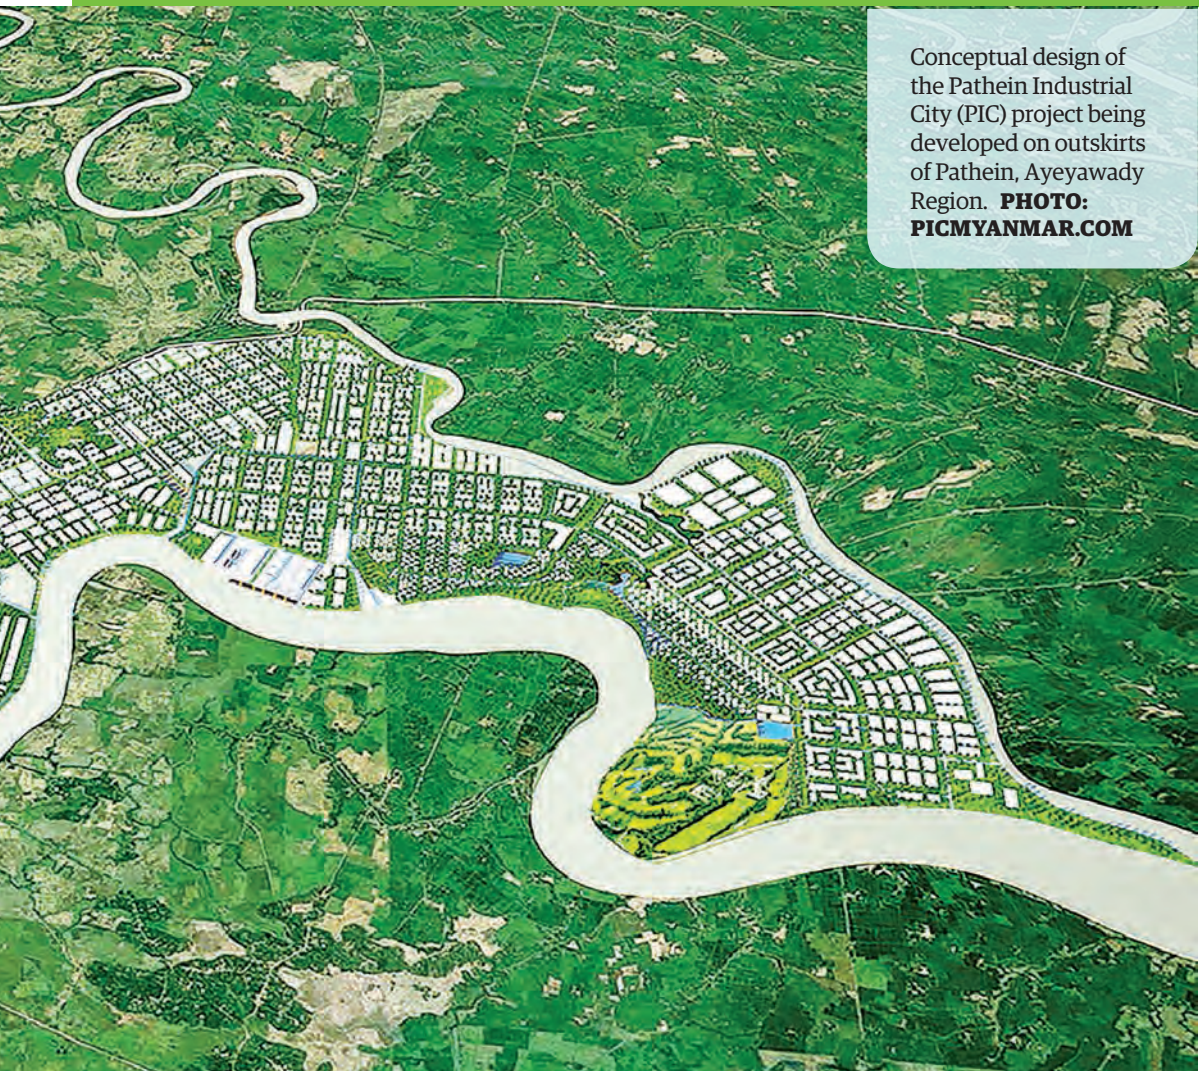 Conceptual design of
the Pathein Industrial
City (PIC) project being
developed on outskirts
of Pathein, Ayeyawady
Region. PHOTO:
PICMYANMAR.COM